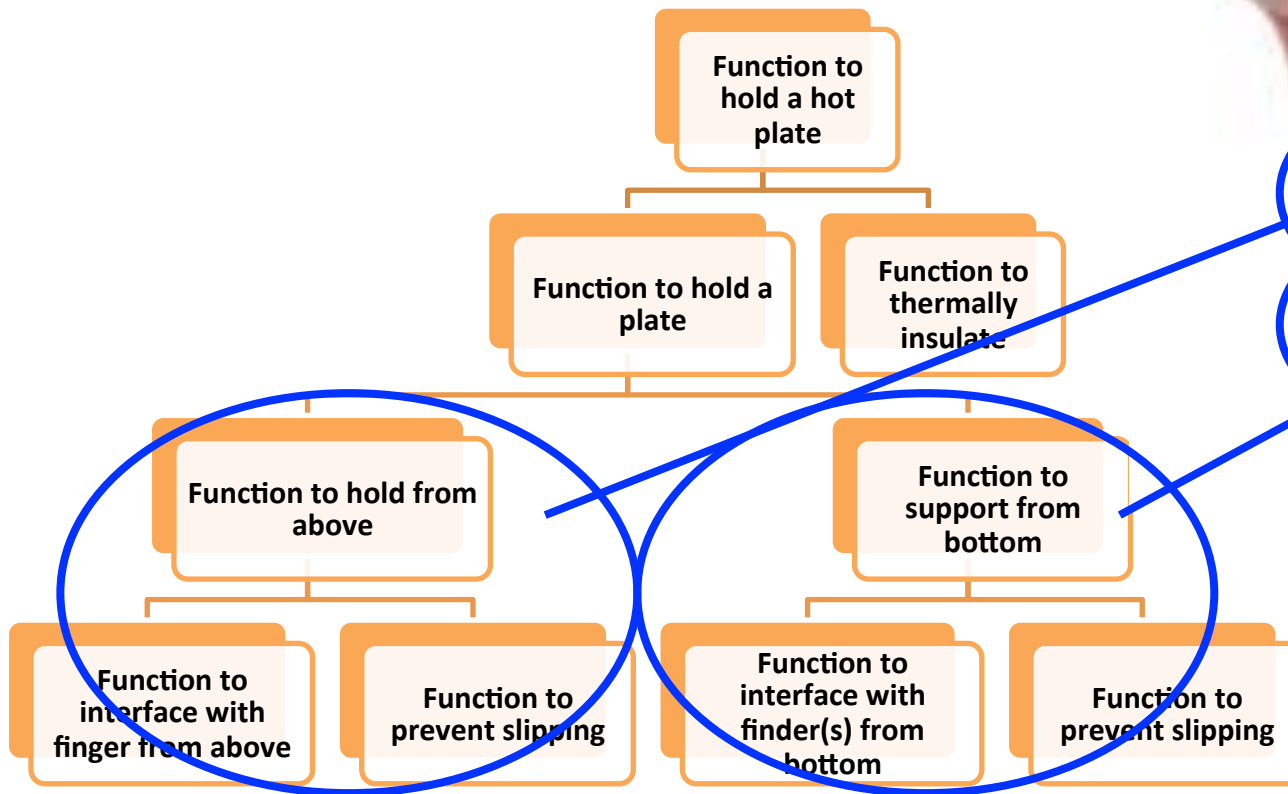 Function to
hold a hot
plate
Function to hold a
plate
Function to
thermally
insulate
Function to hold from
above
Function to
support from
bottom
Function to
interface with
finger from above
Function to
prevent slipping
Function to
interface with
finder(s) from
bottom
Function to
prevent slipping